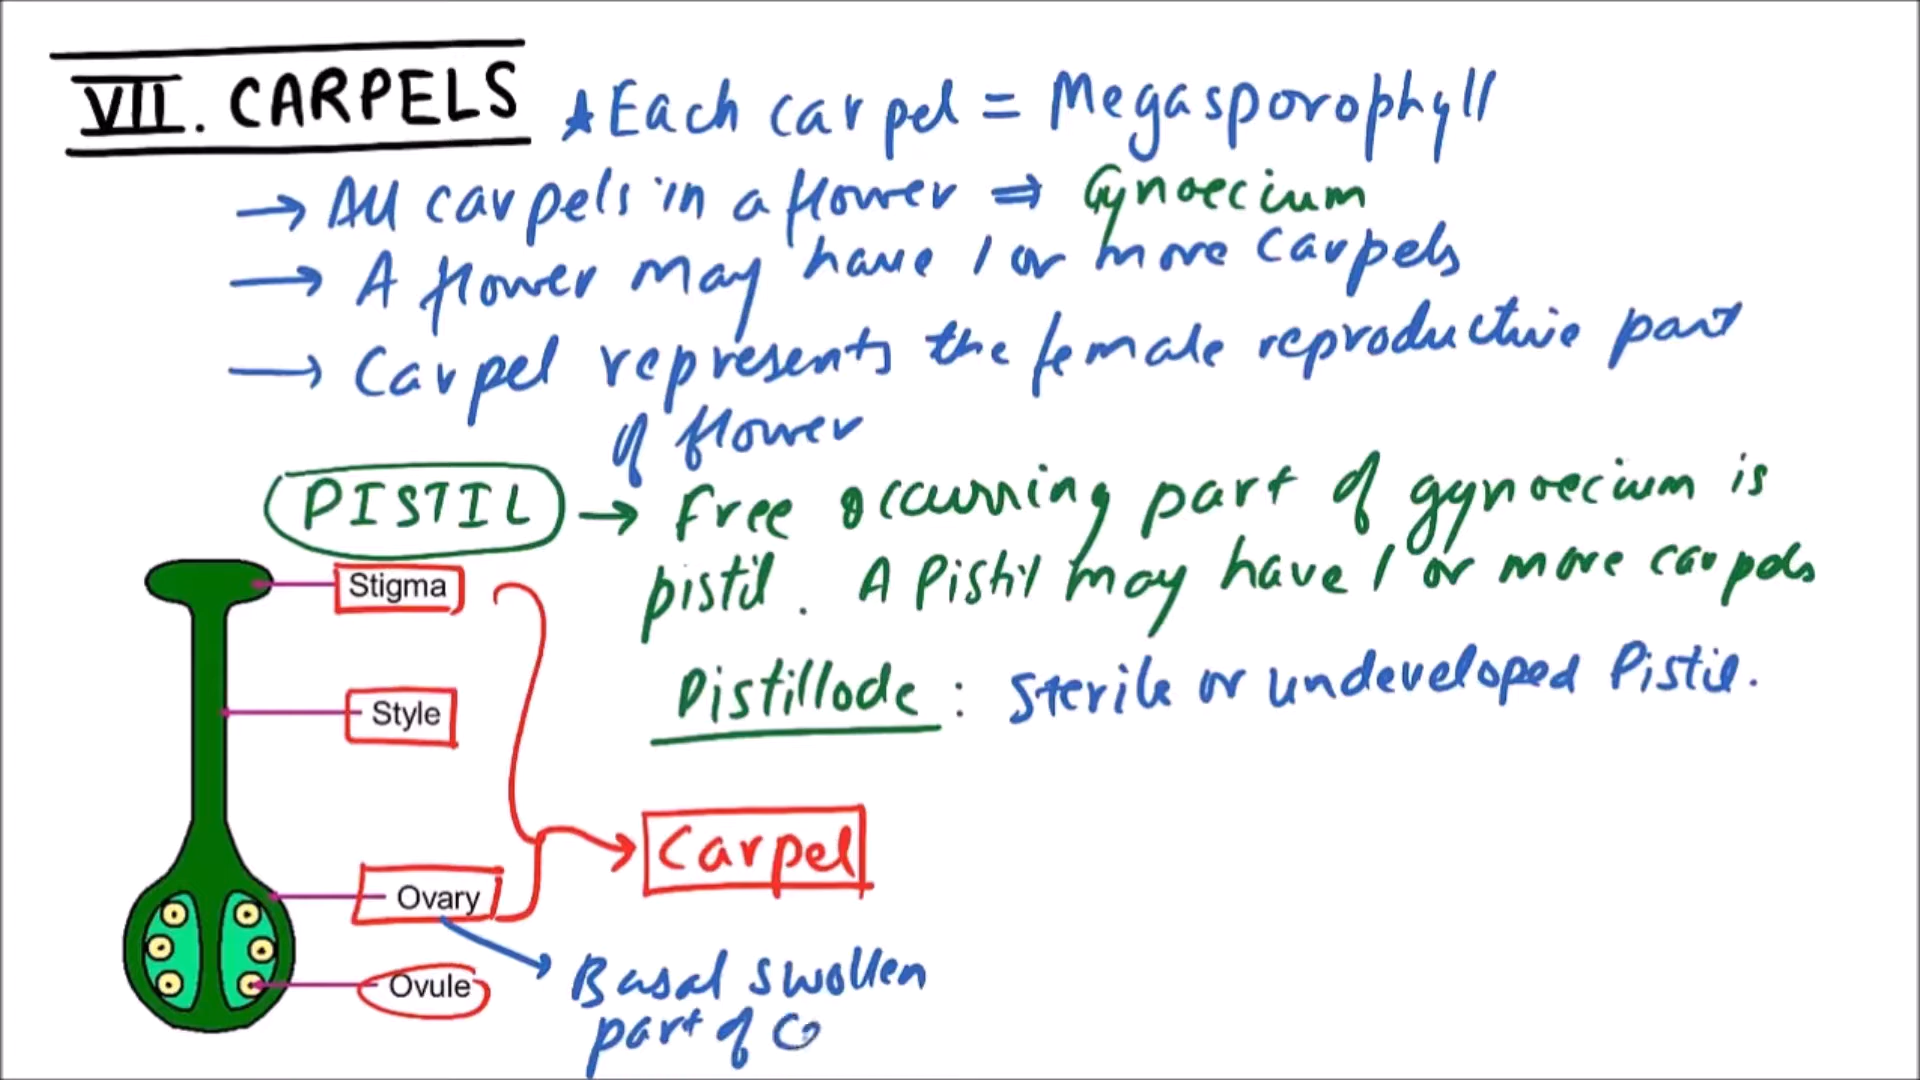 VII. CARPELS
★ Each carpel = Megasporophyll
→ All carpels in a flower ⇒ Gynoecium
→ A flower may have 1 or more carpels
→ Carpel represents the female reproductive part
of flower
PISTIL → Free occurring part of gynoecium is
pistil. A Pistil may have 1 or more carpels
Pistillode : Sterile or undeveloped Pistil.
Stigma
Style
Carpel
Ovary
Ovule
Basal swollen
part of